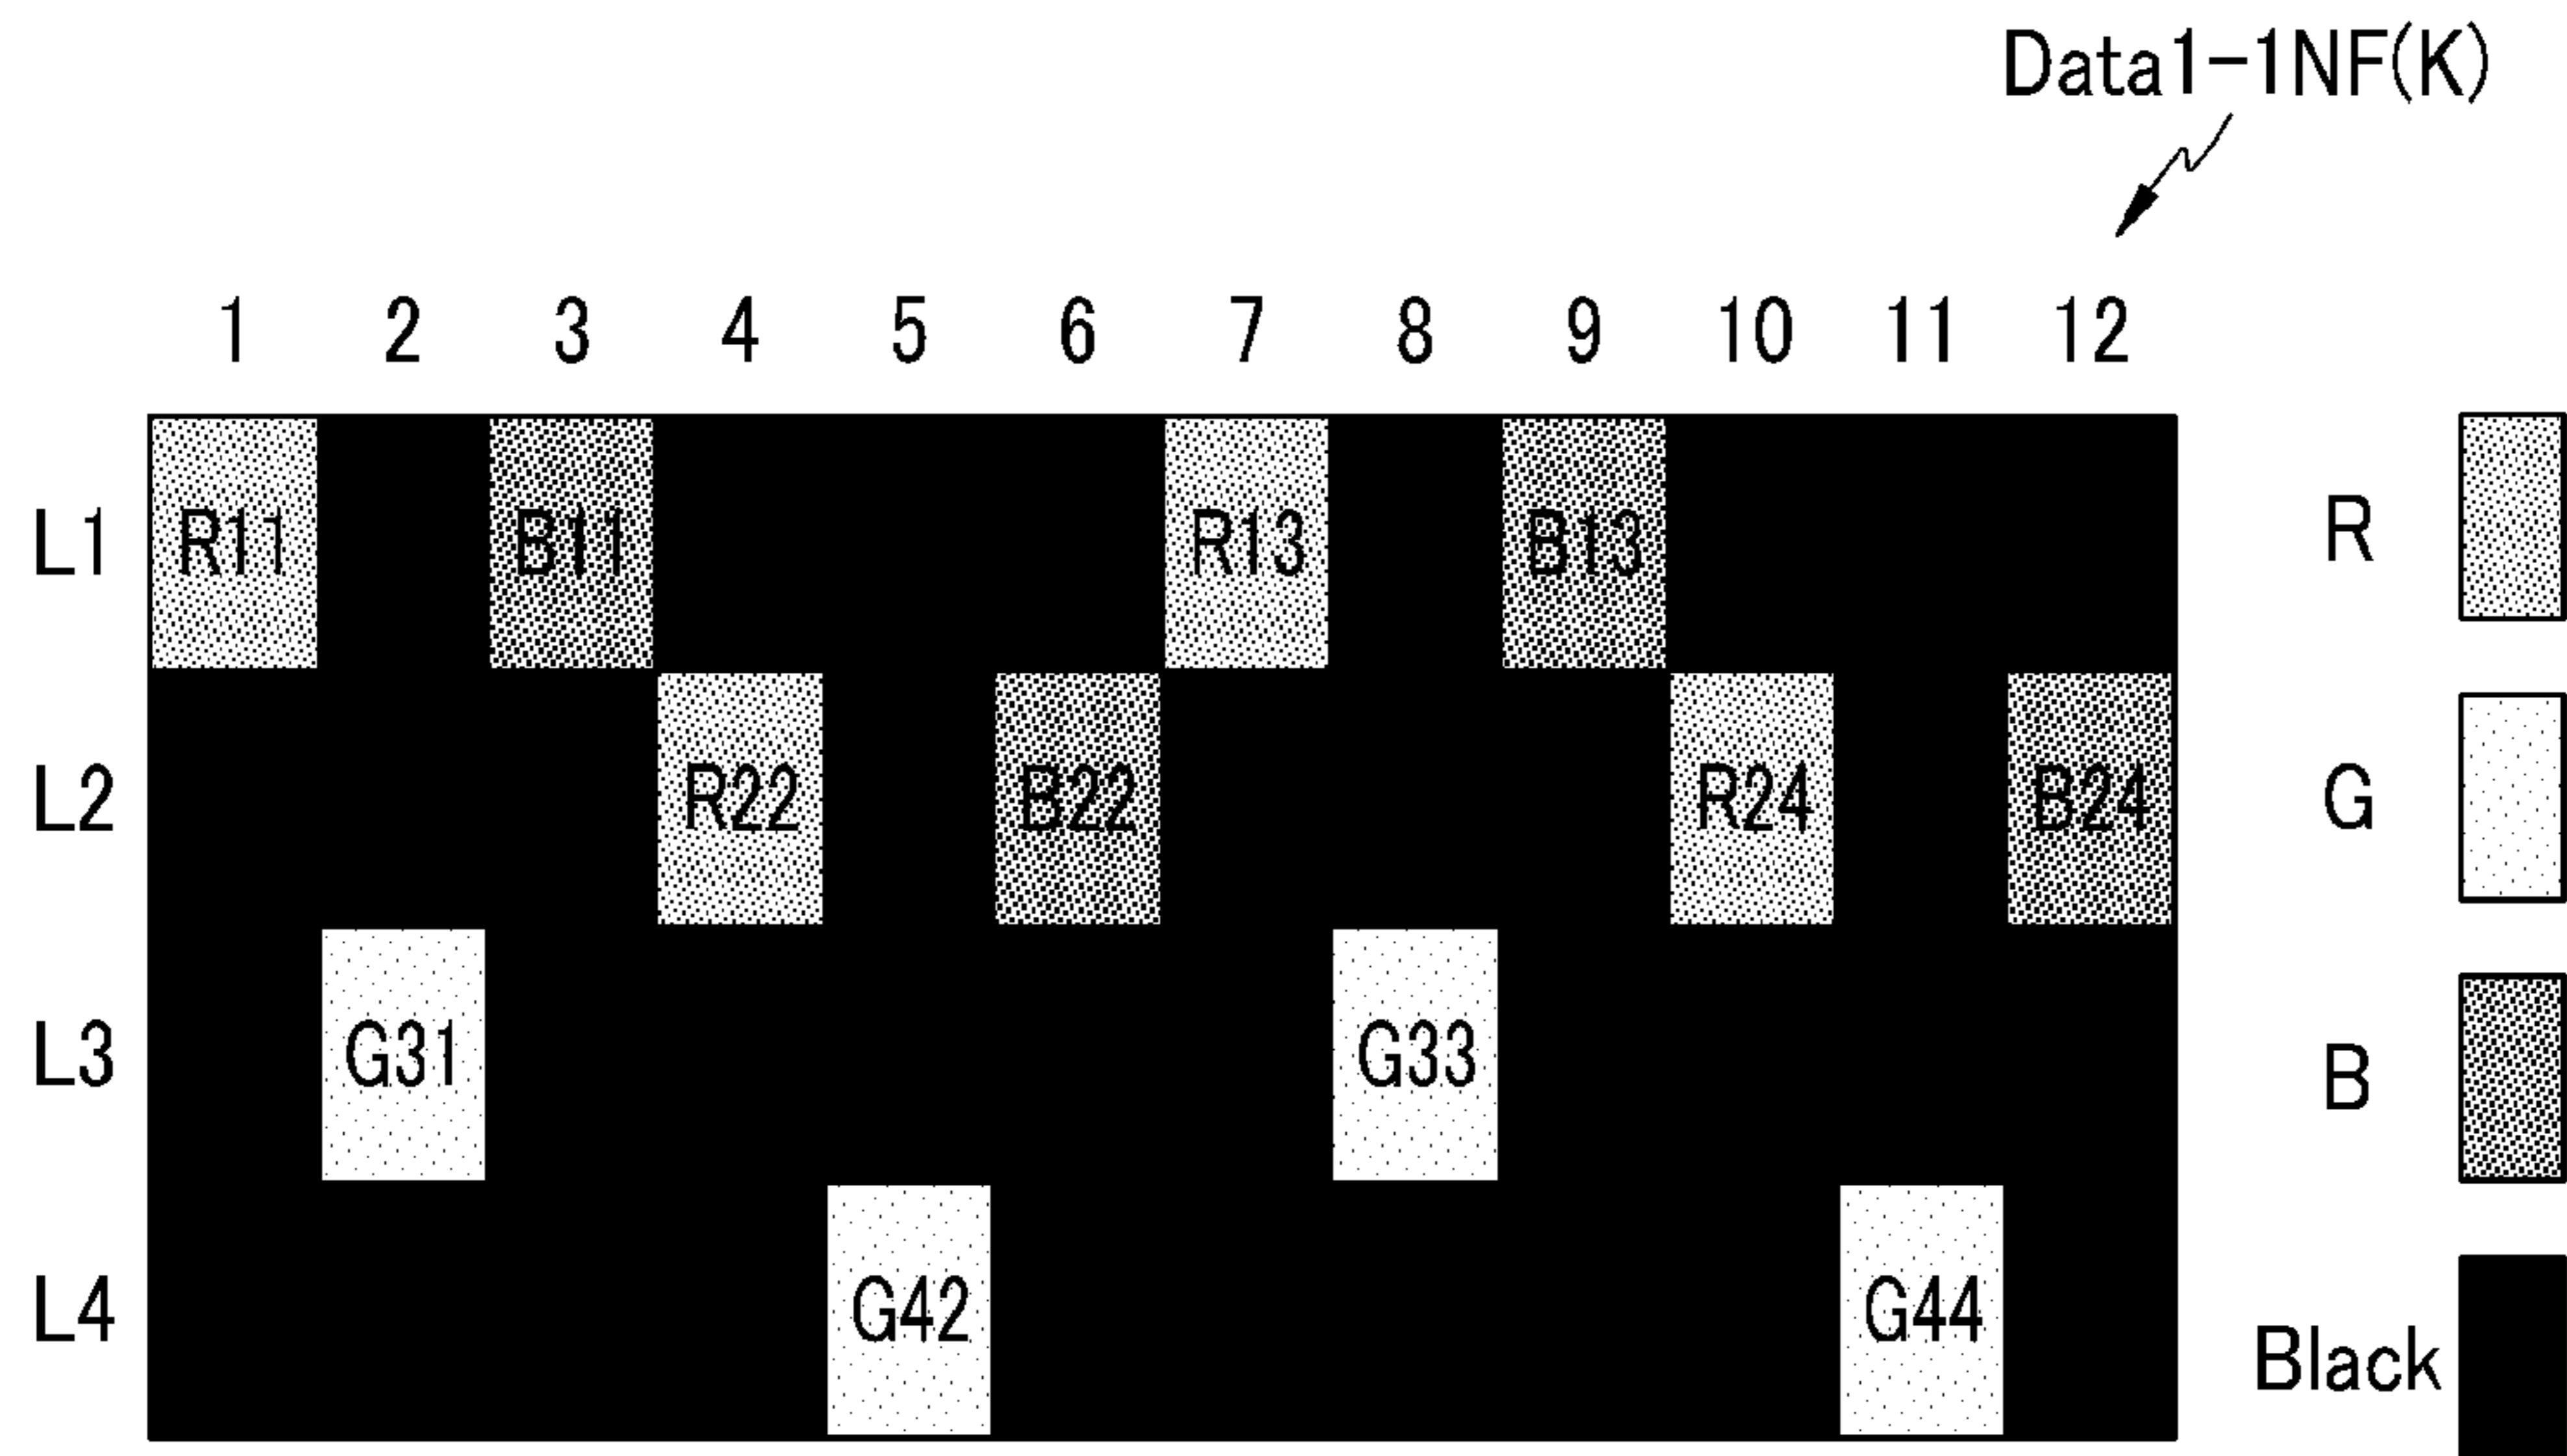 Data1-1NF(K)
1 2 3 4 5 6 7 8 9 10 11 12
L1 R11 B11 R13 B13 R
L2 R22 B22 R24 B24 G
L3 G31 G33 B
L4 G42 G44 Black